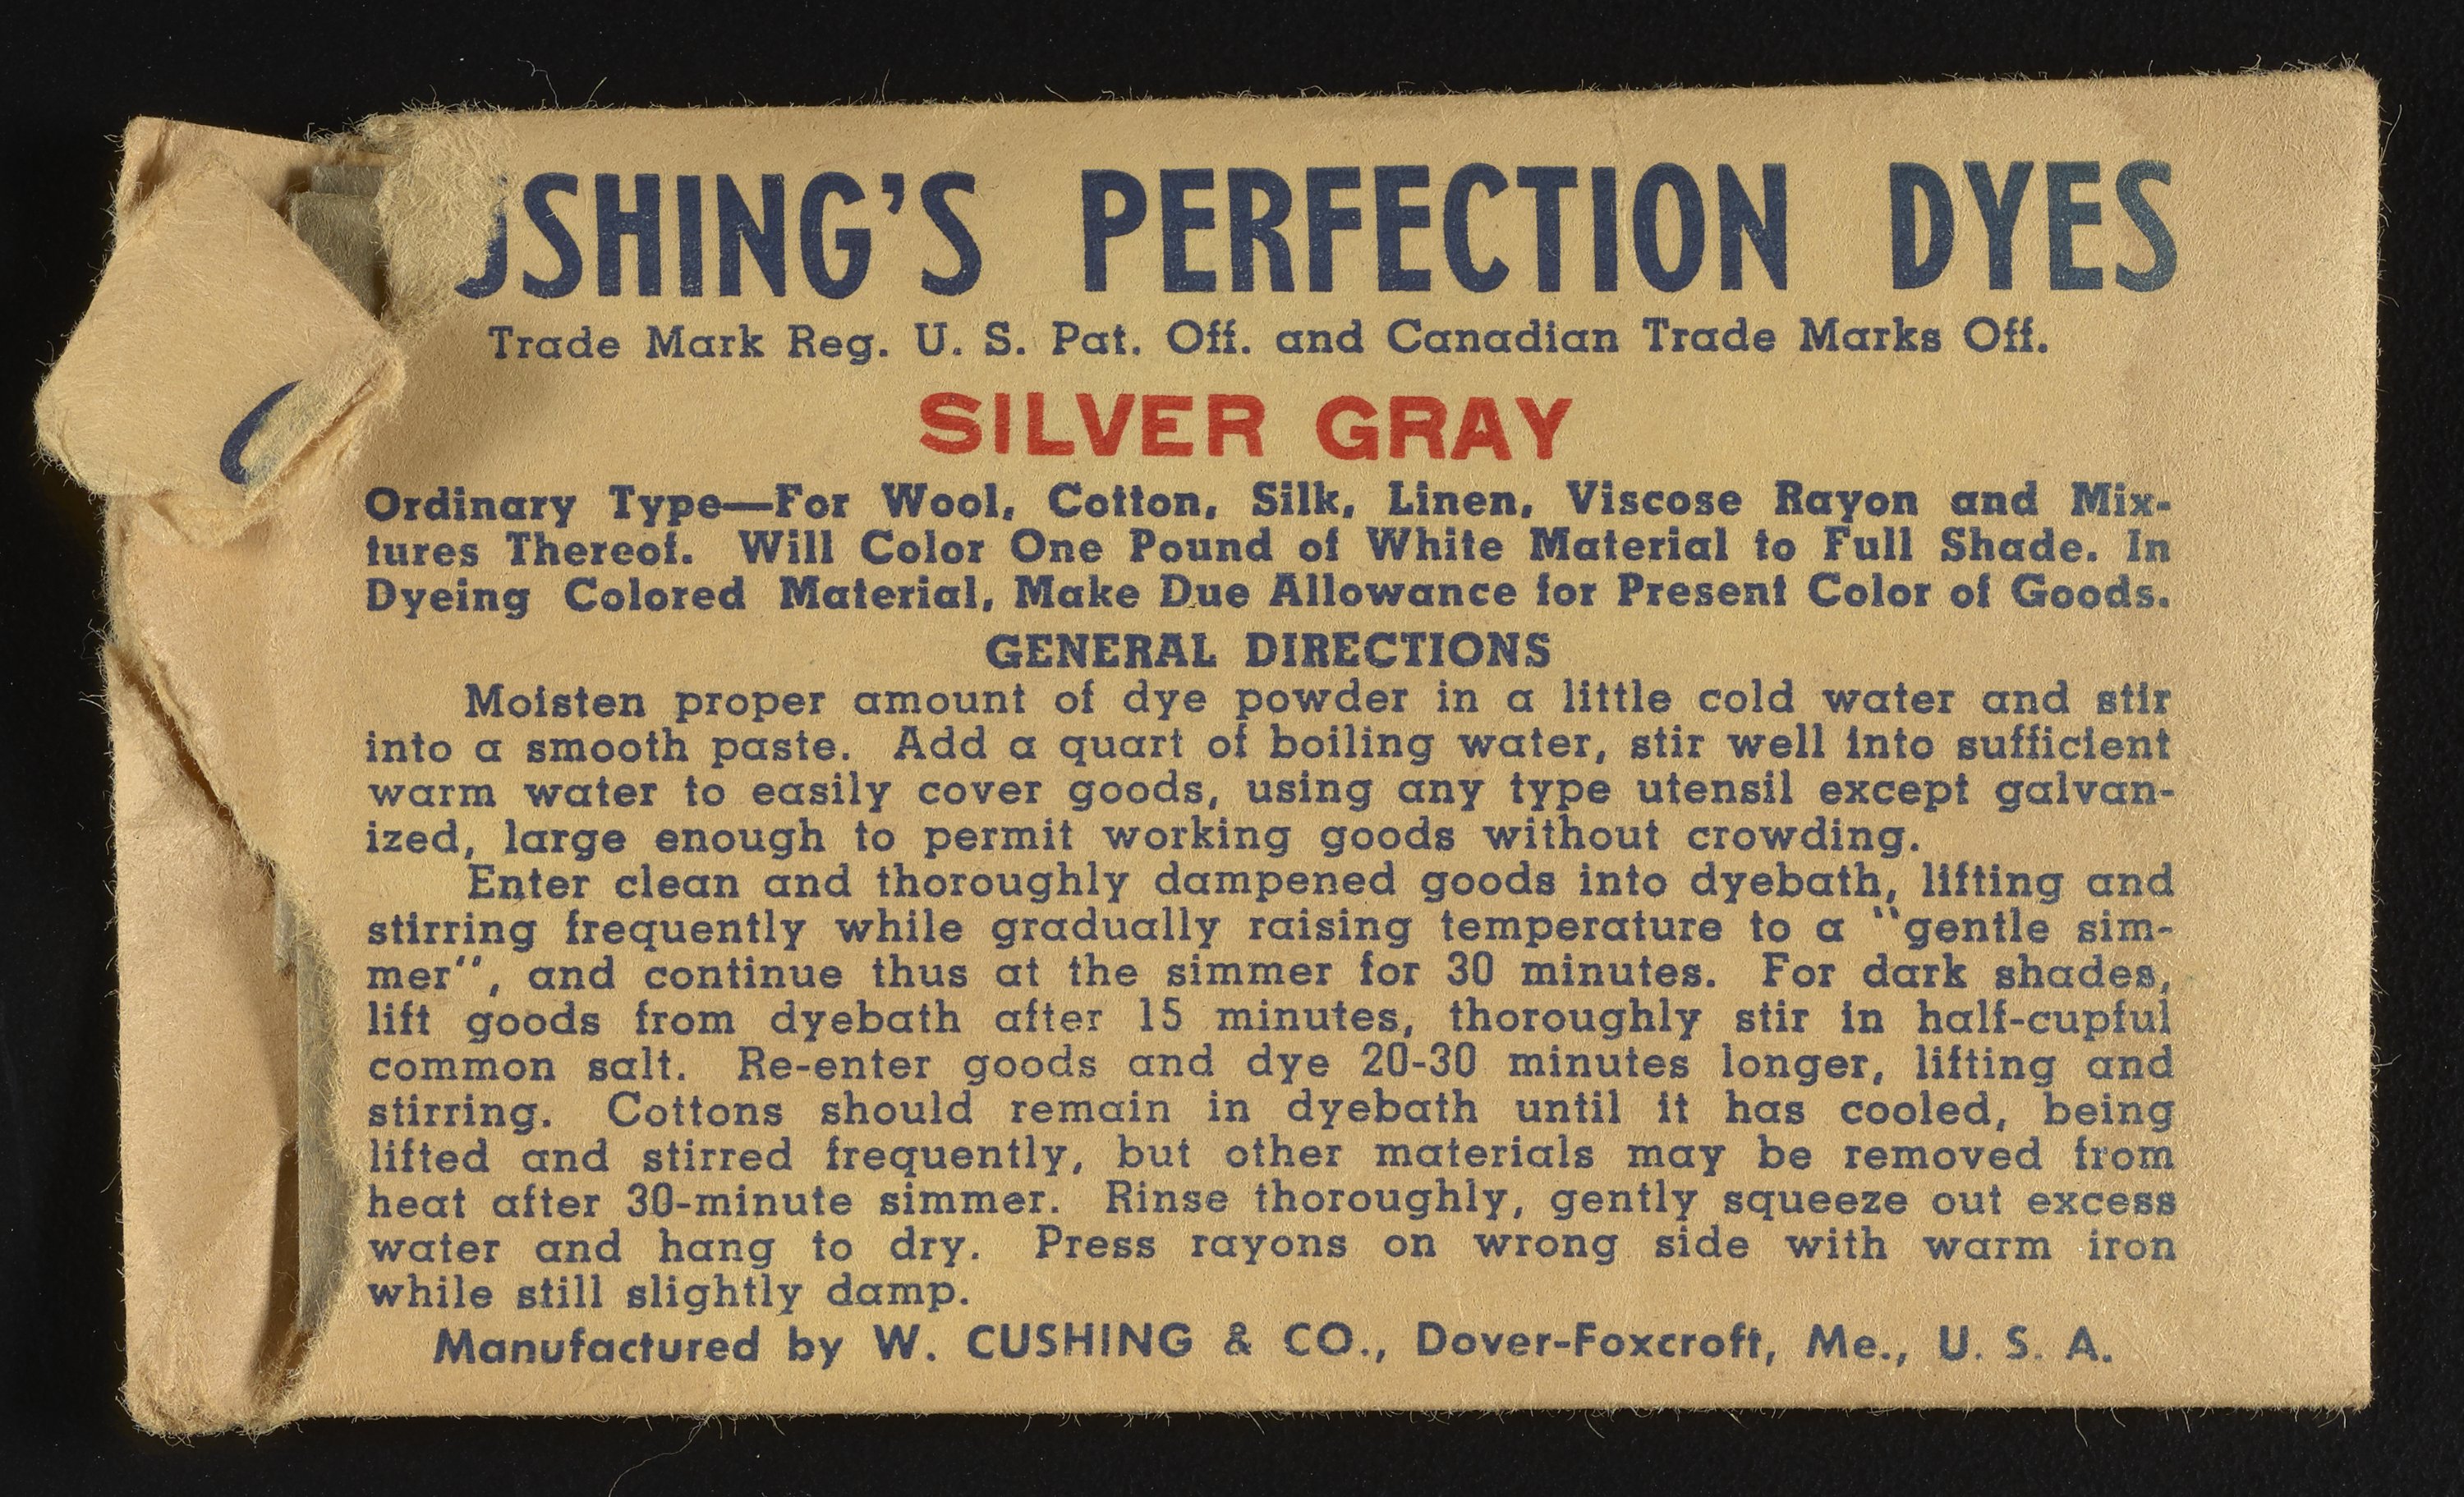 USHING'S PERFECTION DYES
Trade Mark Reg. U. S. Pat. Off. and Canadian Trade Marks Off.
SILVER GRAY
Ordinary Type—For Wool, Cotton, Silk, Linen, Viscose Rayon and Mix-
tures Thereof. Will Color One Pound of White Material to Full Shade. In
Dyeing Colored Material, Make Due Allowance for Present Color of Goods.
GENERAL DIRECTIONS
Moisten proper amount of dye powder in a little cold water and stir
into a smooth paste. Add a quart of boiling water, stir well into sufficient
warm water to easily cover goods, using any type utensil except galvan-
ized, large enough to permit working goods without crowding.
Enter clean and thoroughly dampened goods into dyebath, lifting and
stirring frequently while gradually raising temperature to a "gentle sim-
mer", and continue thus at the simmer for 30 minutes. For dark shades,
lift goods from dyebath after 15 minutes, thoroughly stir in half-cupful
common salt. Re-enter goods and dye 20-30 minutes longer, lifting and
stirring. Cottons should remain in dyebath until it has cooled, being
lifted and stirred frequently, but other materials may be removed from
heat after 30-minute simmer. Rinse thoroughly, gently squeeze out excess
water and hang to dry. Press rayons on wrong side with warm iron
while still slightly damp.
Manufactured by W. CUSHING & CO., Dover-Foxcroft, Me., U. S. A.